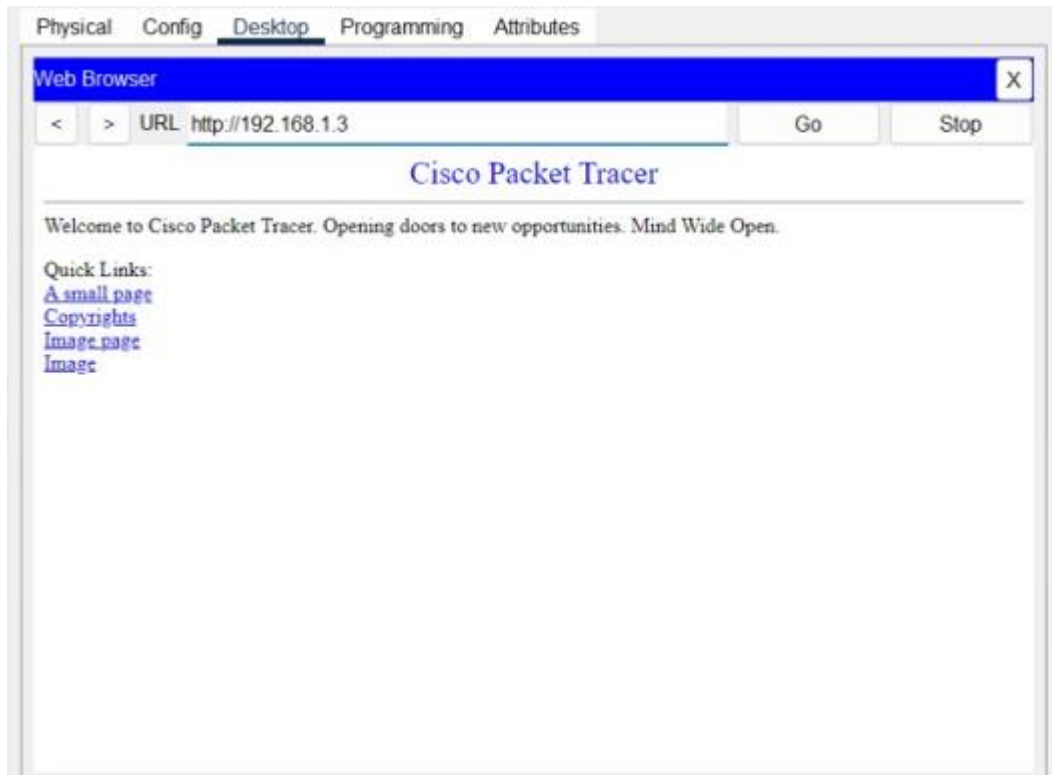 Physical Config Desktop Programming Attributes
Web Browser X
< > URL http://192.168.1.3 Go Stop
Cisco Packet Tracer
Welcome to Cisco Packet Tracer. Opening doors to new opportunities. Mind Wide Open.
Quick Links:
A small page
Copyrights
Image page
Image